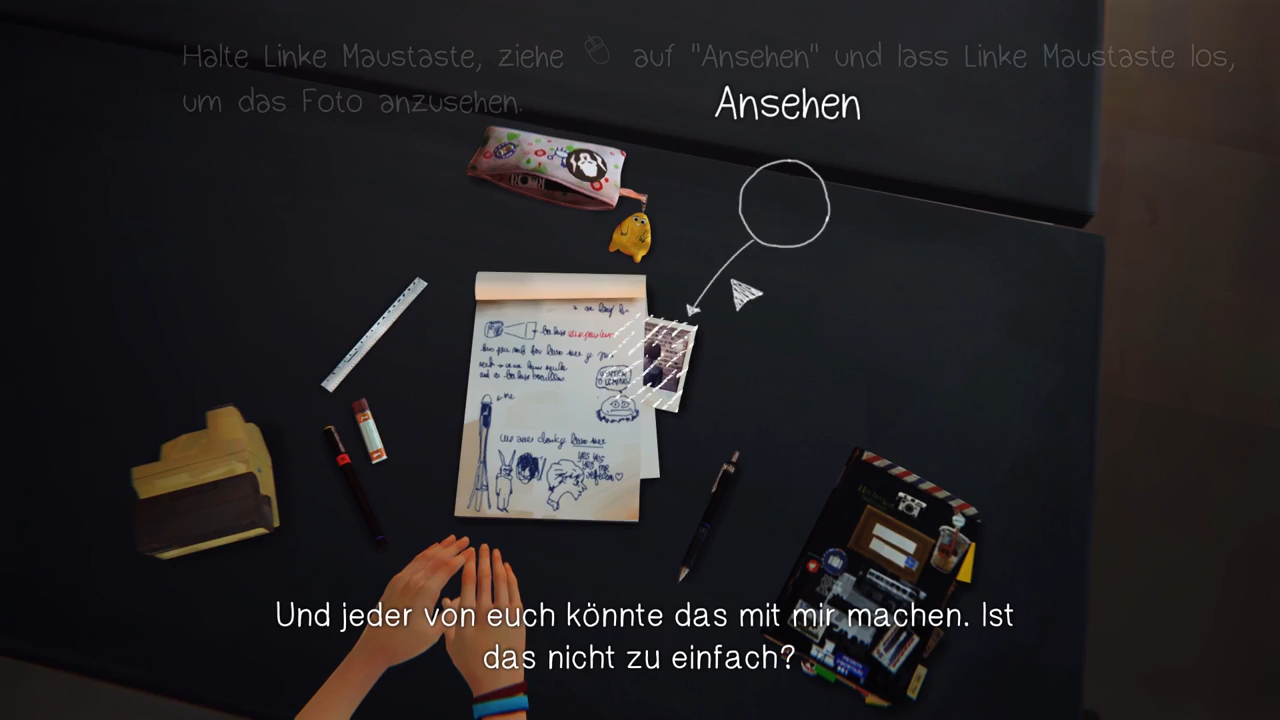 Halte Linke Maustaste, ziehe auf "Ansehen" und lass Linke Maustaste los,
um das Foto anzusehen.
Ansehen
Und jeder von euch könnte das mit mir machen. Ist
das nicht zu einfach?